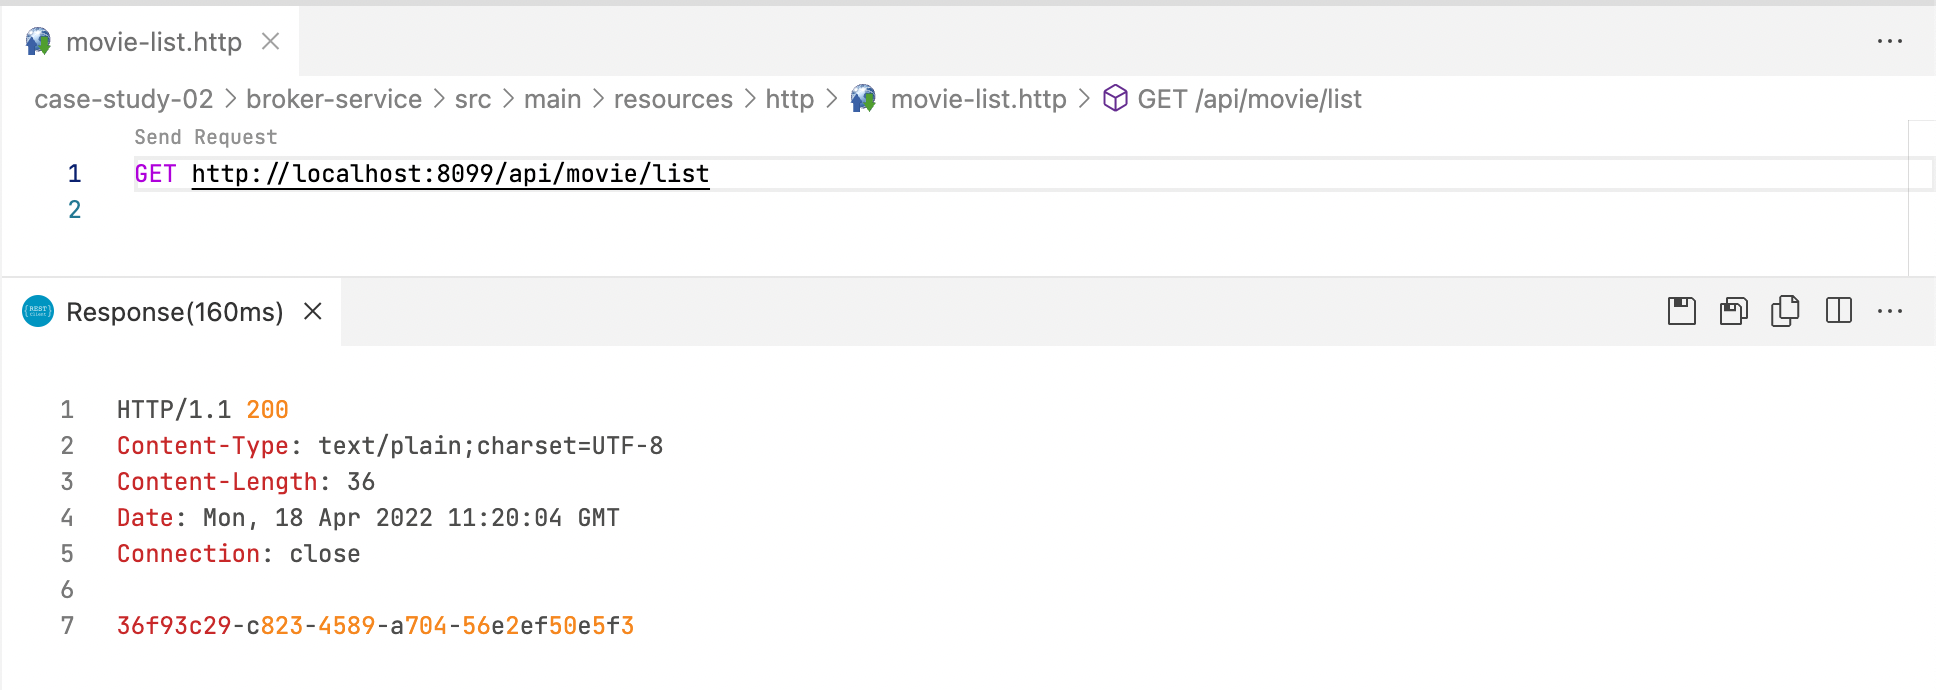 movie-list.http
case-study-02 > broker-service > src > main > resources > http > movie-list.http > GET /api/movie/list
Send Request
1 GET http://localhost:8099/api/movie/list
2
REST Client Response(160ms)
1 HTTP/1.1 200
2 Content-Type: text/plain;charset=UTF-8
3 Content-Length: 36
4 Date: Mon, 18 Apr 2022 11:20:04 GMT
5 Connection: close
6
7 36f93c29-c823-4589-a704-56e2ef50e5f3